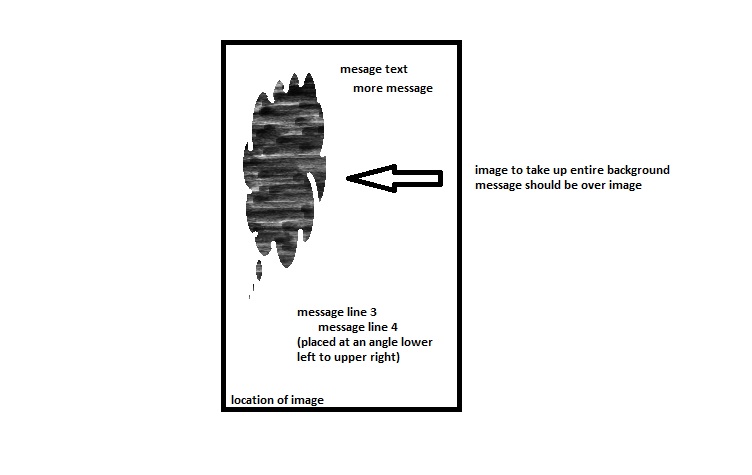 mesage text
more message
image to take up entire background
message should be over image
message line 3
message line 4
(placed at an angle lower
left to upper right)
location of image